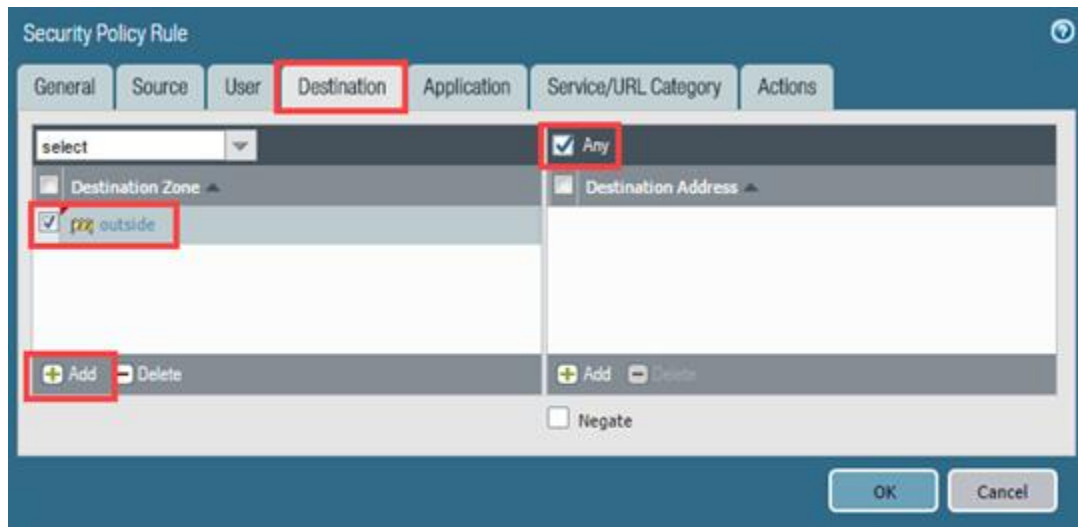 Security Policy Rule
General Source User Destination Application Service/URL Category Actions
select Any
Destination Zone Destination Address
outside
Add Delete Add Delete
Negate
OK Cancel